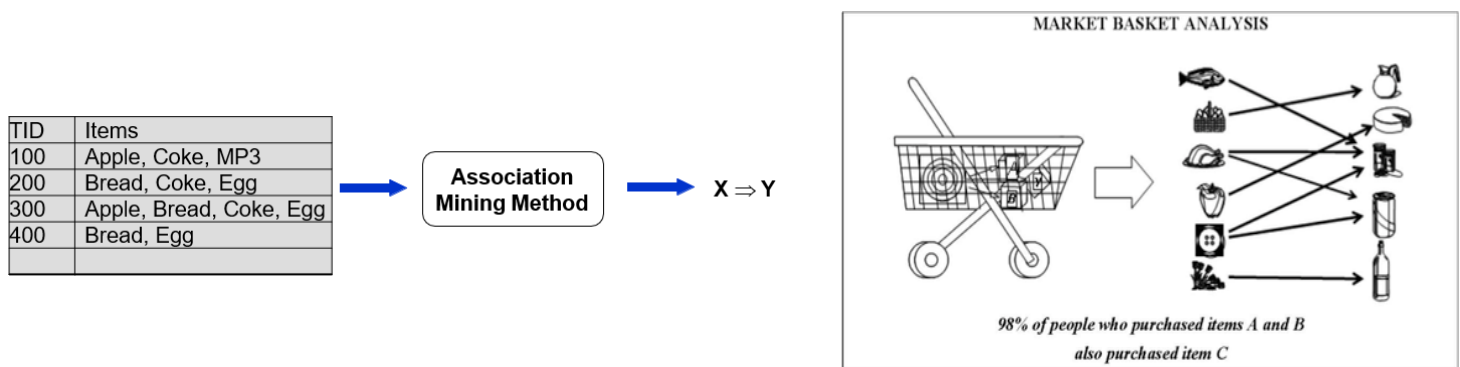 TID Items
100 Apple, Coke, MP3
200 Bread, Coke, Egg
300 Apple, Bread, Coke, Egg
400 Bread, Egg
Association
Mining Method
X ⇒ Y
MARKET BASKET ANALYSIS
A
Y
B
98% of people who purchased items A and B
also purchased item C